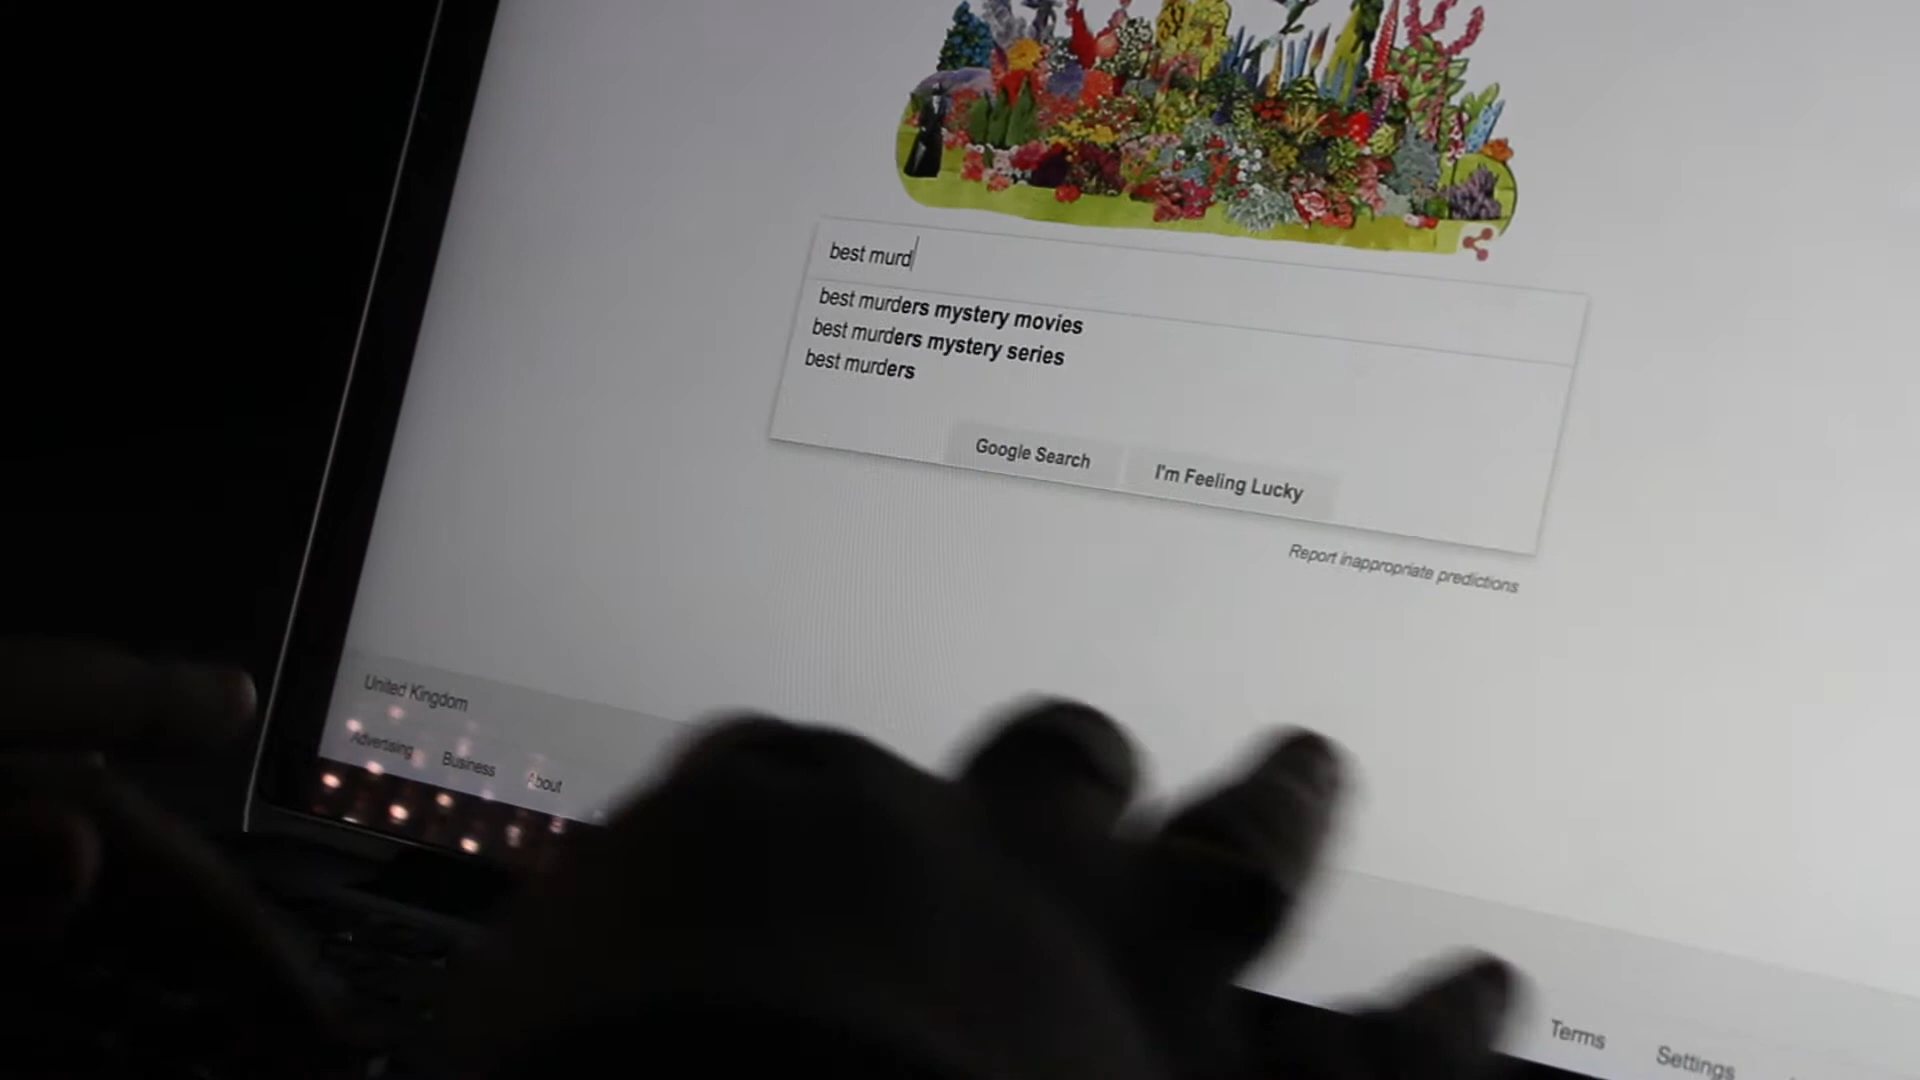 best murd
best murders mystery movies
best murders mystery series
best murders
Google Search
I'm Feeling Lucky
Report inappropriate predictions
United Kingdom
Advertising
Business
About
Terms
Settings